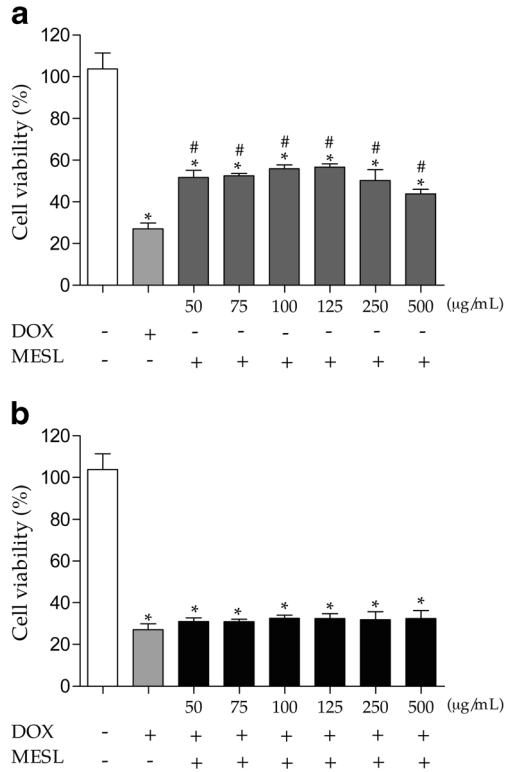 a
120
100
80
60
40
20
0
Cell viability (%)
*
# # # # # #
* * * * * *
50 75 100 125 250 500 (µg/mL)
DOX - + - - - - - -
MESL - - + + + + + +
b
120
100
80
60
40
20
0
Cell viability (%)
* * * * * * *
50 75 100 125 250 500 (µg/mL)
DOX - + + + + + + +
MESL - - + + + + + +